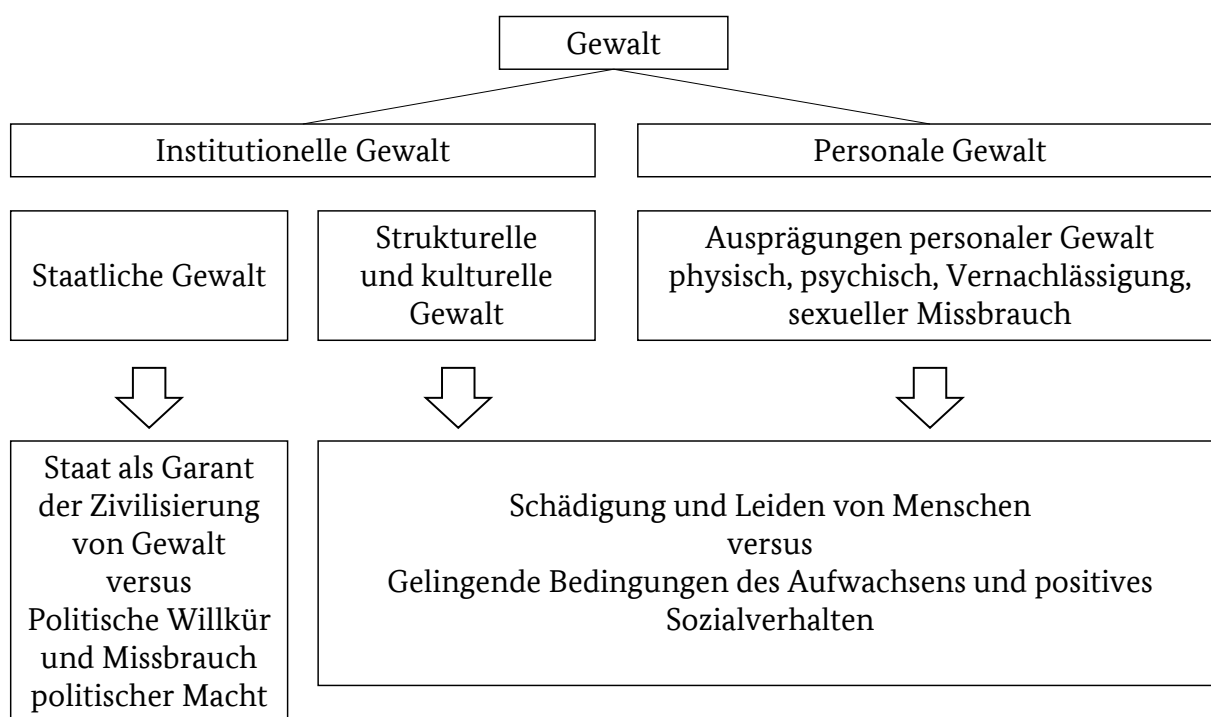 Gewalt
Institutionelle Gewalt
Personale Gewalt
Staatliche Gewalt
Strukturelle
und kulturelle
Gewalt
Ausprägungen personaler Gewalt
physisch, psychisch, Vernachlässigung,
sexueller Missbrauch
Staat als Garant
der Zivilisierung
von Gewalt
versus
Politische Willkür
und Missbrauch
politischer Macht
Schädigung und Leiden von Menschen
versus
Gelingende Bedingungen des Aufwachsens und positives
Sozialverhalten